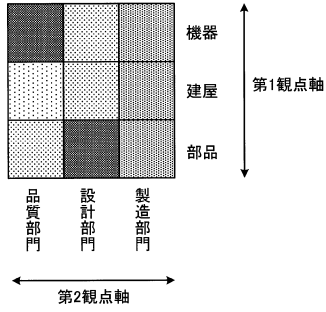 機器
建屋
部品
第1観点軸
品質部門
設計部門
製造部門
第2観点軸